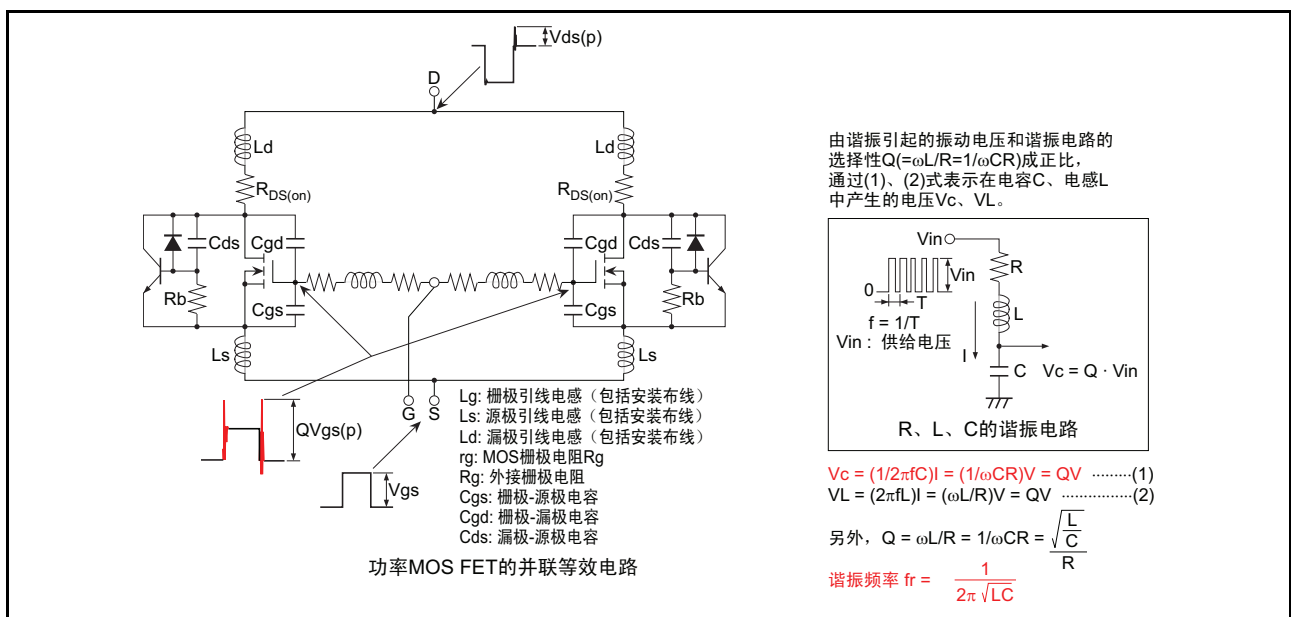 Vds(p)
D
Ld
Ld
RDS(on)
RDS(on)
Cds
Cgd
Cgd
Cds
Rb
Cgs
Cgs
Rb
Ls
Ls
QVgs(p)
G
S
Vgs
Lg: 栅极引线电感（包括安装布线）
Ls: 源极引线电感（包括安装布线）
Ld: 漏极引线电感（包括安装布线）
rg: MOS栅极电阻Rg
Rg: 外接栅极电阻
Cgs: 栅极-源极电容
Cgd: 栅极-漏极电容
Cds: 漏极-源极电容
功率MOS FET的并联等效电路
由谐振引起的振动电压和谐振电路的
选择性Q(=ωL/R=1/ωCR)成正比，
通过(1)、(2)式表示在电容C、电感L
中产生的电压Vc、VL。
Vin
R
Vin
0
T
L
f = 1/T
Vin : 供给电压
I
C
Vc = Q · Vin
R、L、C的谐振电路
Vc = (1/2πfC)I = (1/ωCR)V = QV ·········(1)
VL = (2πfL)I = (ωL/R)V = QV ················(2)
另外，Q = ωL/R = 1/ωCR = √(L/C)/R
谐振频率 fr = 1/(2π√LC)